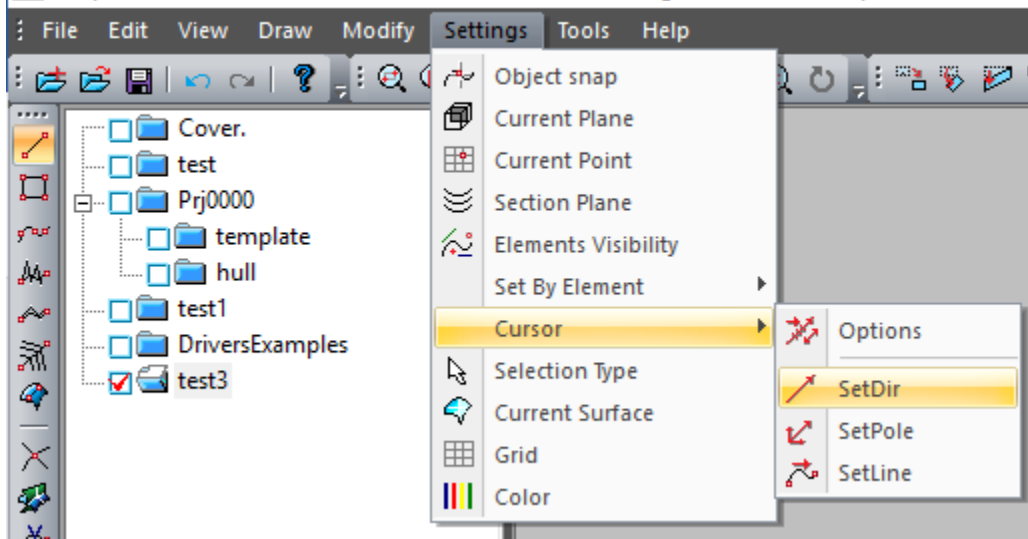 File Edit View Draw Modify Settings Tools Help
Object snap
Current Plane
Current Point
Section Plane
Elements Visibility
Set By Element
Cursor
Selection Type
Current Surface
Grid
Color
Options
SetDir
SetPole
SetLine
Cover.
test
Prj0000
template
hull
test1
DriversExamples
test3